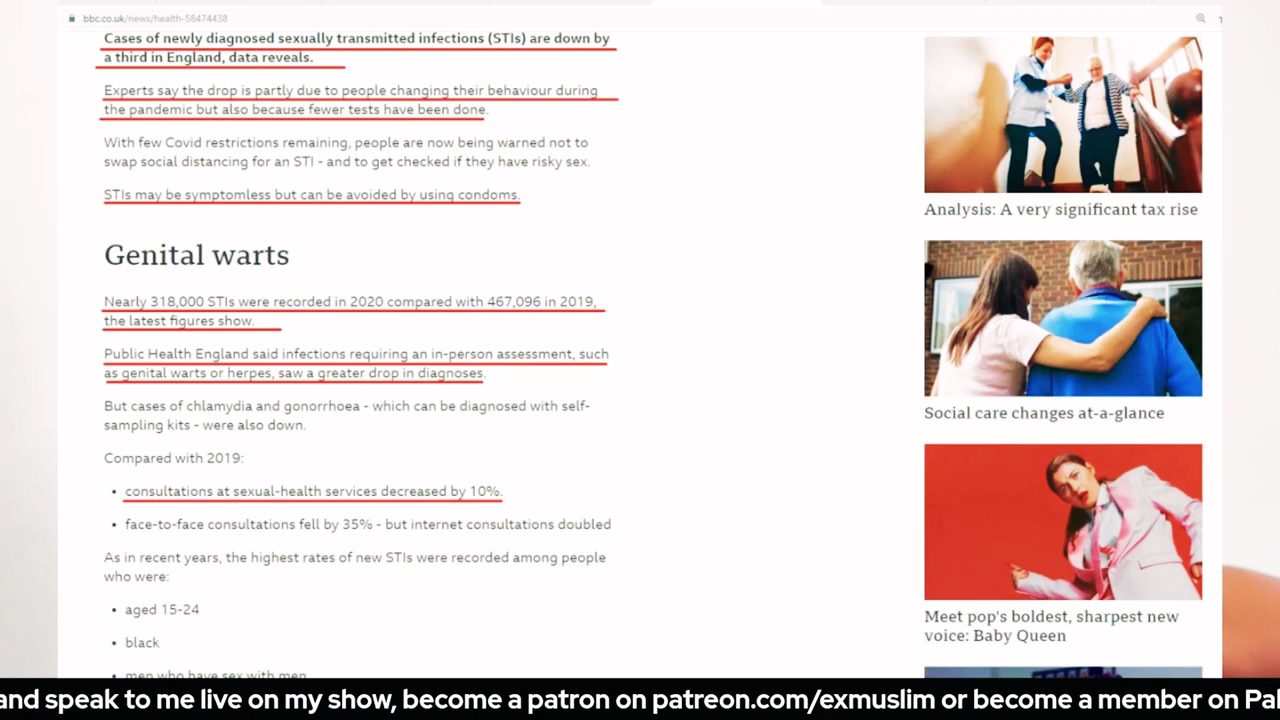 bbc.co.uk/news/health-58474438
Cases of newly diagnosed sexually transmitted infections (STIs) are down by
a third in England, data reveals.
Experts say the drop is partly due to people changing their behaviour during
the pandemic but also because fewer tests have been done.
With few Covid restrictions remaining, people are now being warned not to
swap social distancing for an STI - and to get checked if they have risky sex.
STIs may be symptomless but can be avoided by using condoms.
Genital warts
Nearly 318,000 STIs were recorded in 2020 compared with 467,096 in 2019,
the latest figures show.
Public Health England said infections requiring an in-person assessment, such
as genital warts or herpes, saw a greater drop in diagnoses.
But cases of chlamydia and gonorrhoea - which can be diagnosed with self-
sampling kits - were also down.
Compared with 2019:
• consultations at sexual-health services decreased by 10%.
• face-to-face consultations fell by 35% - but internet consultations doubled
As in recent years, the highest rates of new STIs were recorded among people
who were:
• aged 15-24
• black
• men who have sex with men
Analysis: A very significant tax rise
Social care changes at-a-glance
Meet pop's boldest, sharpest new
voice: Baby Queen
and speak to me live on my show, become a patron on patreon.com/exmuslim or become a member on Pa